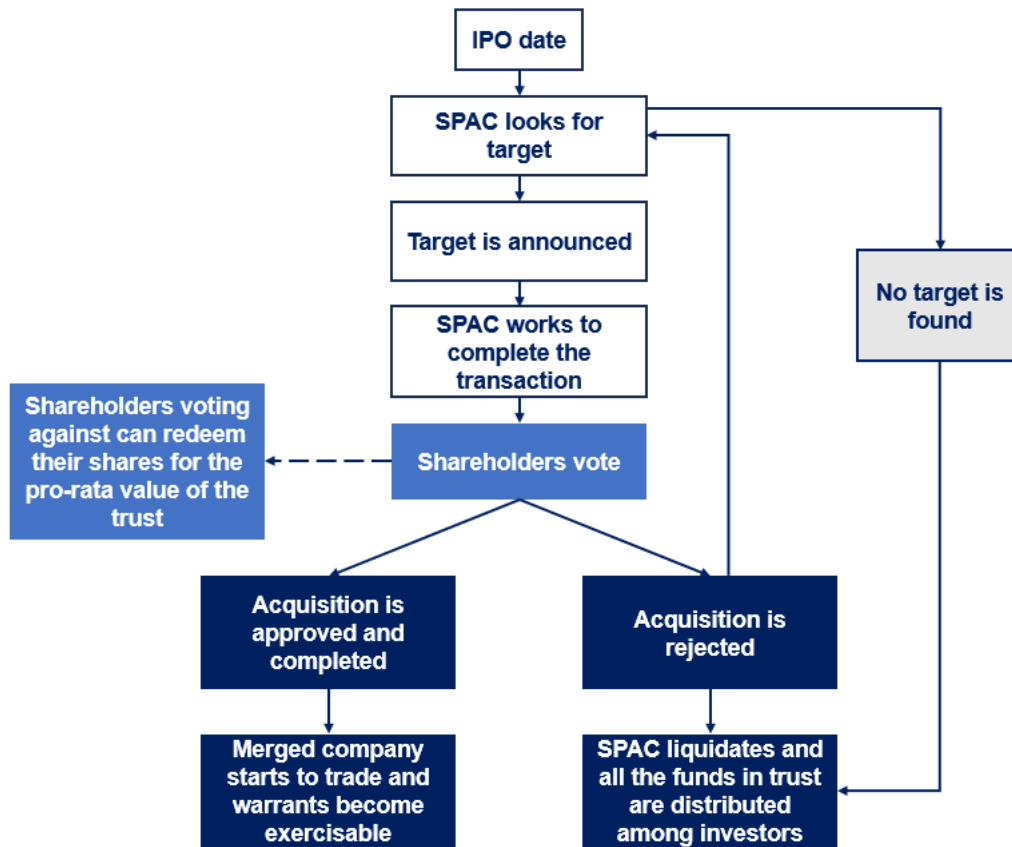 IPO date
SPAC looks for
target
Target is announced
No target is
found
SPAC works to
complete the
transaction
Shareholders voting
against can redeem
their shares for the
pro-rata value of the
trust
Shareholders vote
Acquisition is
approved and
completed
Acquisition is
rejected
Merged company
starts to trade and
warrants become
exercisable
SPAC liquidates and
all the funds in trust
are distributed
among investors